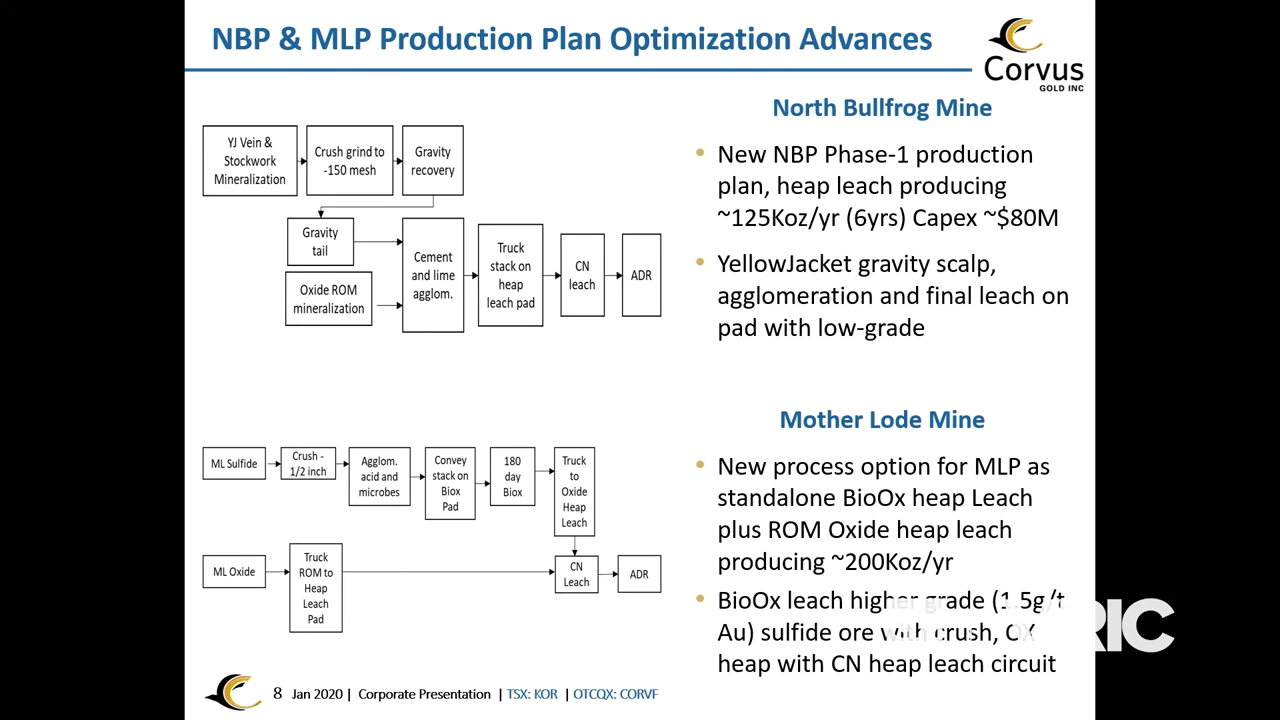 NBP & MLP Production Plan Optimization Advances
Corvus
GOLD INC
YJ Vein &
Stockwork
Mineralization
Crush grind to
-150 mesh
Gravity
recovery
Gravity
tail
Oxide ROM
mineralization
Cement
and lime
agglom.
Truck
stack on
heap
leach pad
CN
leach
ADR
North Bullfrog Mine
• New NBP Phase-1 production
plan, heap leach producing
~125Koz/yr (6yrs) Capex ~$80M
• YellowJacket gravity scalp,
agglomeration and final leach on
pad with low-grade
ML Sulfide
Crush -
1/2 inch
Agglom.
acid and
microbes
Convey
stack on
Biox
Pad
180
day
Biox
Truck
to
Oxide
Heap
Leach
ML Oxide
Truck
ROM to
Heap
Leach
Pad
CN
Leach
ADR
Mother Lode Mine
• New process option for MLP as
standalone BioOx heap Leach
plus ROM Oxide heap leach
producing ~200Koz/yr
• BioOx leach higher grade (1.5g/t
Au) sulfide ore with crush, OX
heap with CN heap leach circuit
8 Jan 2020 | Corporate Presentation | TSX: KOR | OTCQX: CORVF